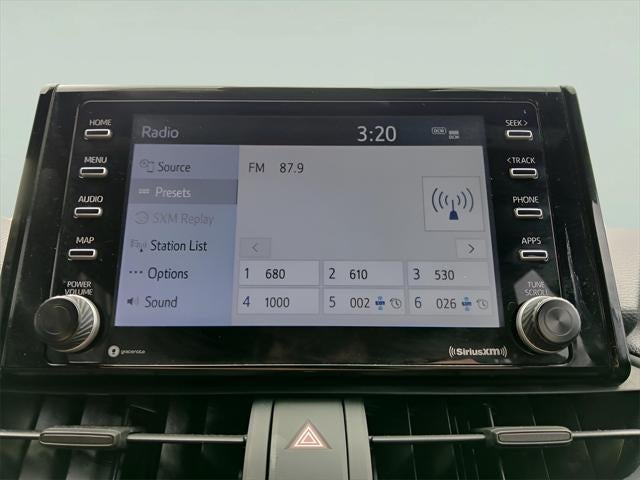 HOME
MENU
AUDIO
MAP
POWER
VOLUME
gracenote
Radio 3:20 DCM DCM
Source
Presets
SXM Replay
Station List
Options
Sound
FM 87.9
< >
1 680 2 610 3 530
4 1000 5 002 6 026
SEEK >
< TRACK
PHONE
APPS
TUNE
SCROLL
((SiriusXM))